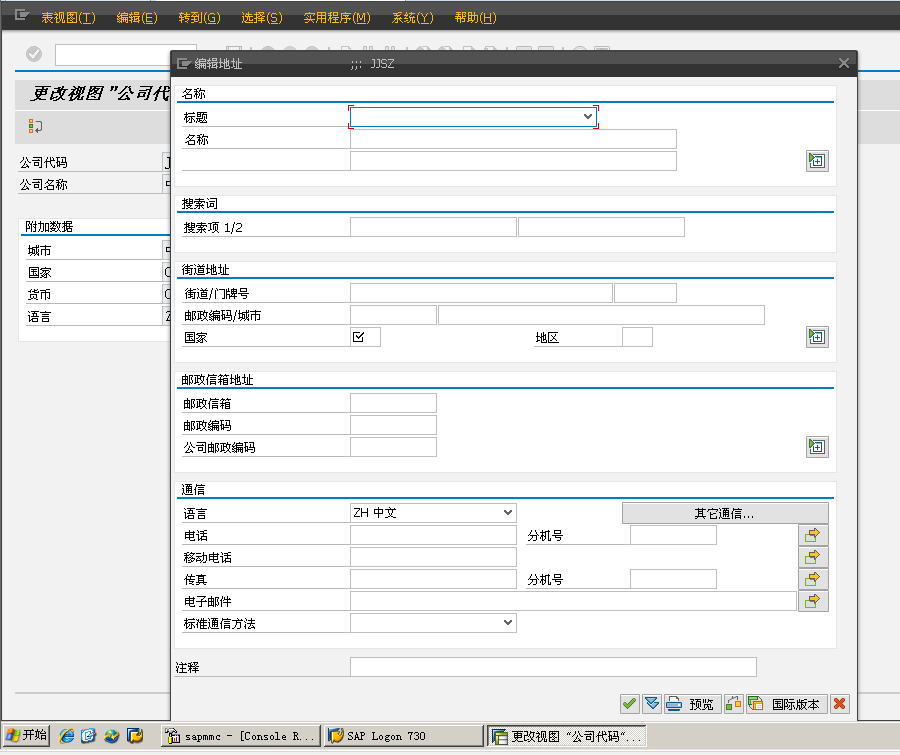 表视图(T) 编辑(E) 转到(G) 选择(S) 实用程序(M) 系统(Y) 帮助(H)
编辑地址 ;;: JJSZ
更改视图"公司代
名称
标题
名称
公司代码
公司名称
搜索词
搜索项 1/2
附加数据
城市
国家
货币
语言
街道地址
街道/门牌号
邮政编码/城市
国家 地区
邮政信箱地址
邮政信箱
邮政编码
公司邮政编码
通信
语言 ZH 中文 其它通信...
电话 分机号
移动电话
传真 分机号
电子邮件
标准通信方法
注释
预览 国际版本
开始 sapmmc - [Console R... SAP Logon 730 更改视图 "公司代码"...